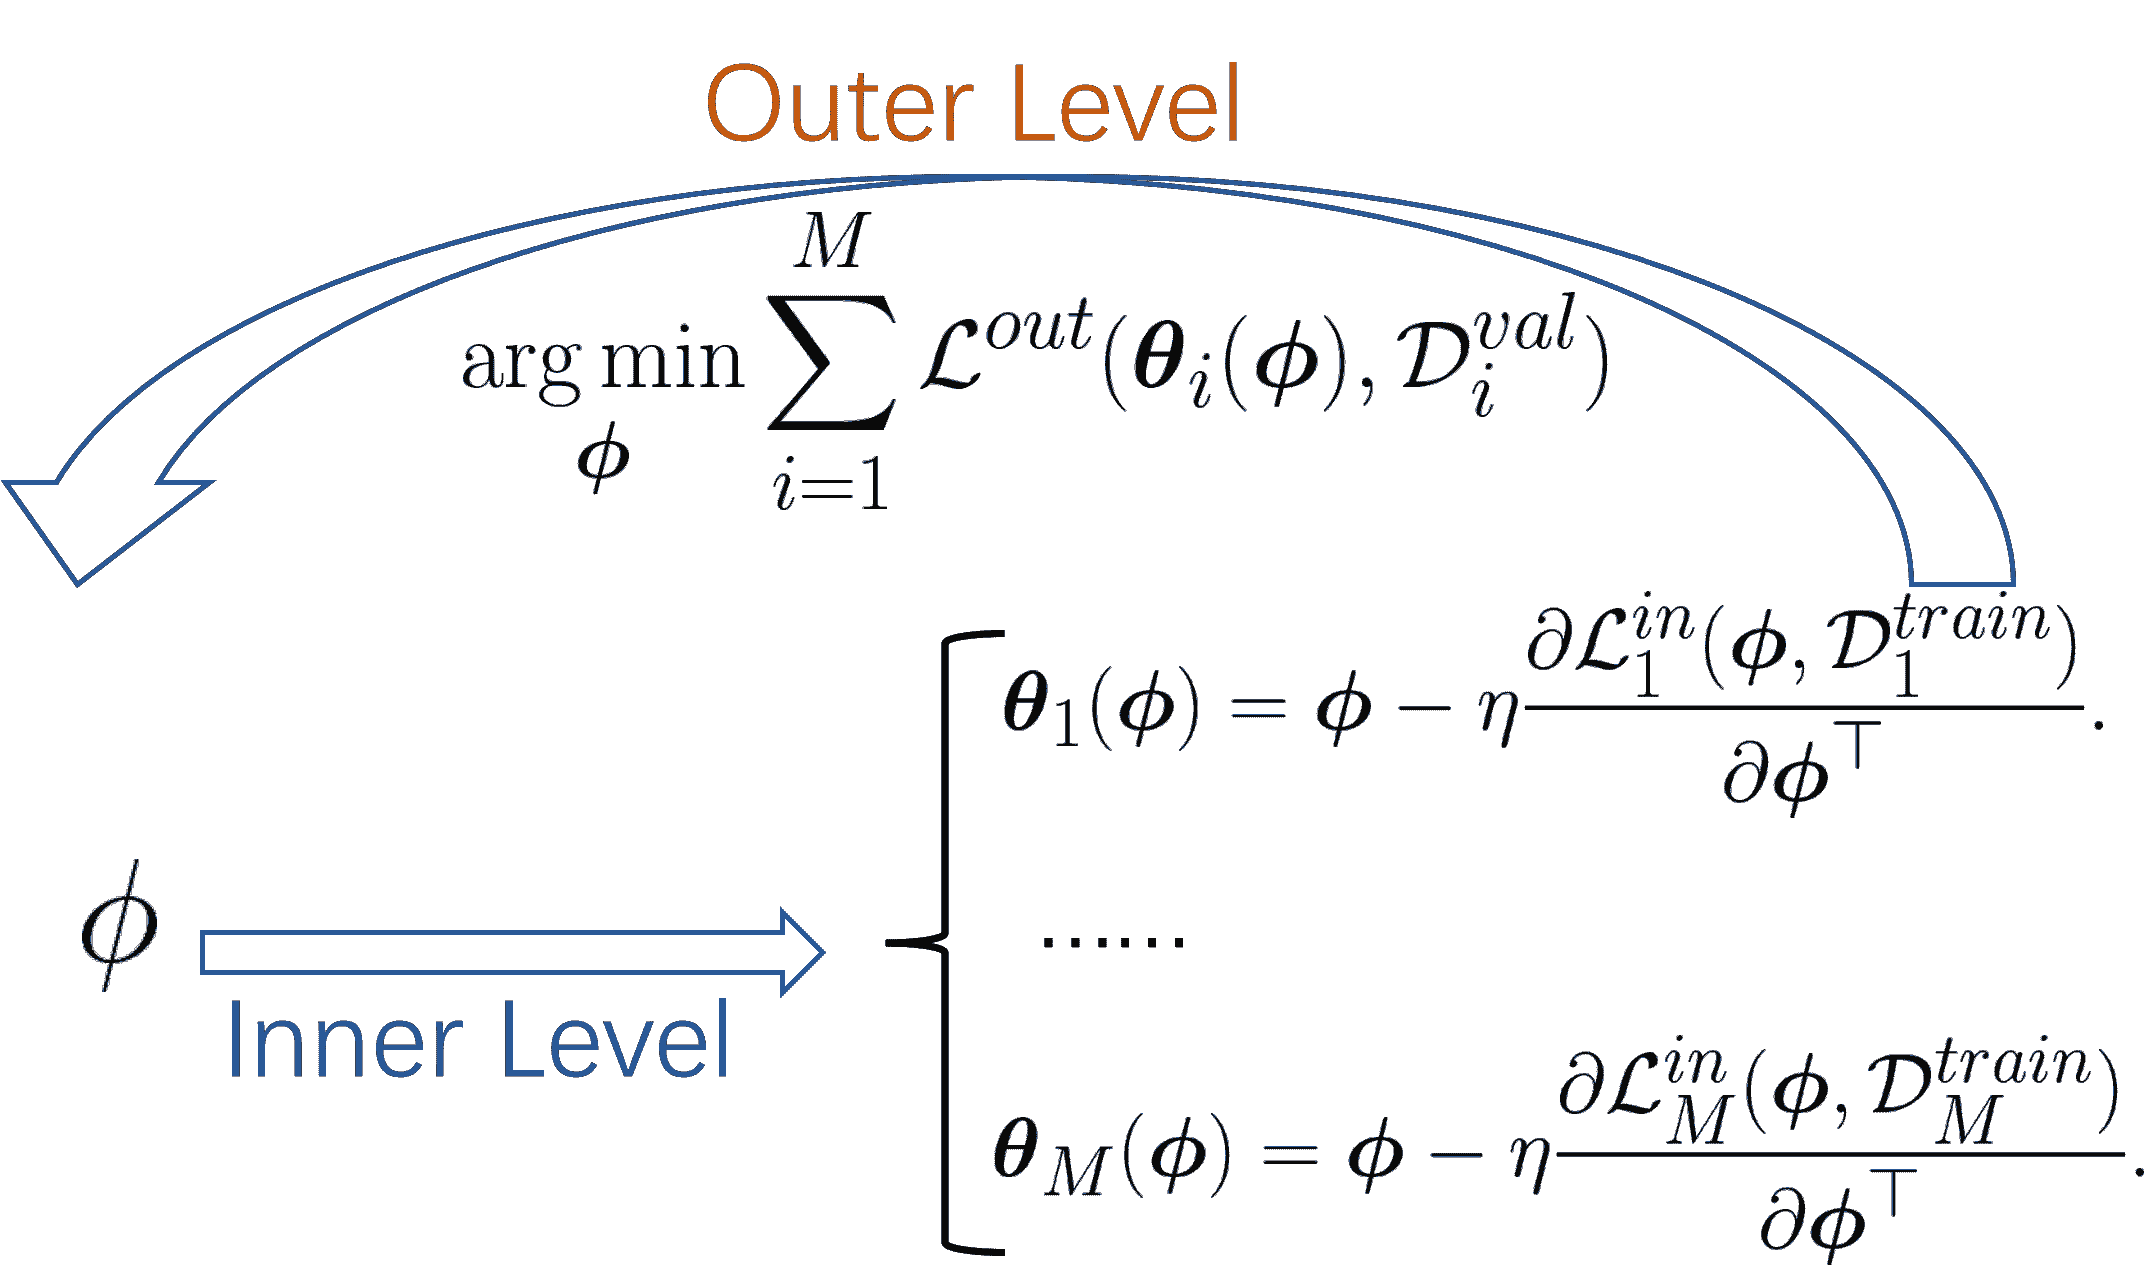 Outer Level
$\underset{\boldsymbol{\phi}}{\arg\min} \sum_{i=1}^{M} \mathcal{L}^{out}(\boldsymbol{\theta}_i(\boldsymbol{\phi}), \mathcal{D}_i^{val})$
$\boldsymbol{\theta}_1(\boldsymbol{\phi}) = \boldsymbol{\phi} - \eta \frac{\partial \mathcal{L}_1^{in}(\boldsymbol{\phi}, \mathcal{D}_1^{train})}{\partial \boldsymbol{\phi}^\top}.$
$\boldsymbol{\phi}$
······
Inner Level
$\boldsymbol{\theta}_M(\boldsymbol{\phi}) = \boldsymbol{\phi} - \eta \frac{\partial \mathcal{L}_M^{in}(\boldsymbol{\phi}, \mathcal{D}_M^{train})}{\partial \boldsymbol{\phi}^\top}.$